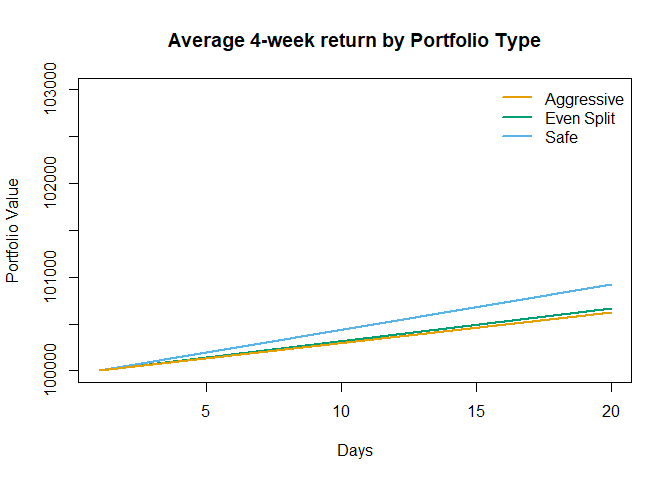 Average 4-week return by Portfolio Type
Aggressive
Even Split
Safe
Portfolio Value
103000
102000
101000
100000
5 10 15 20
Days